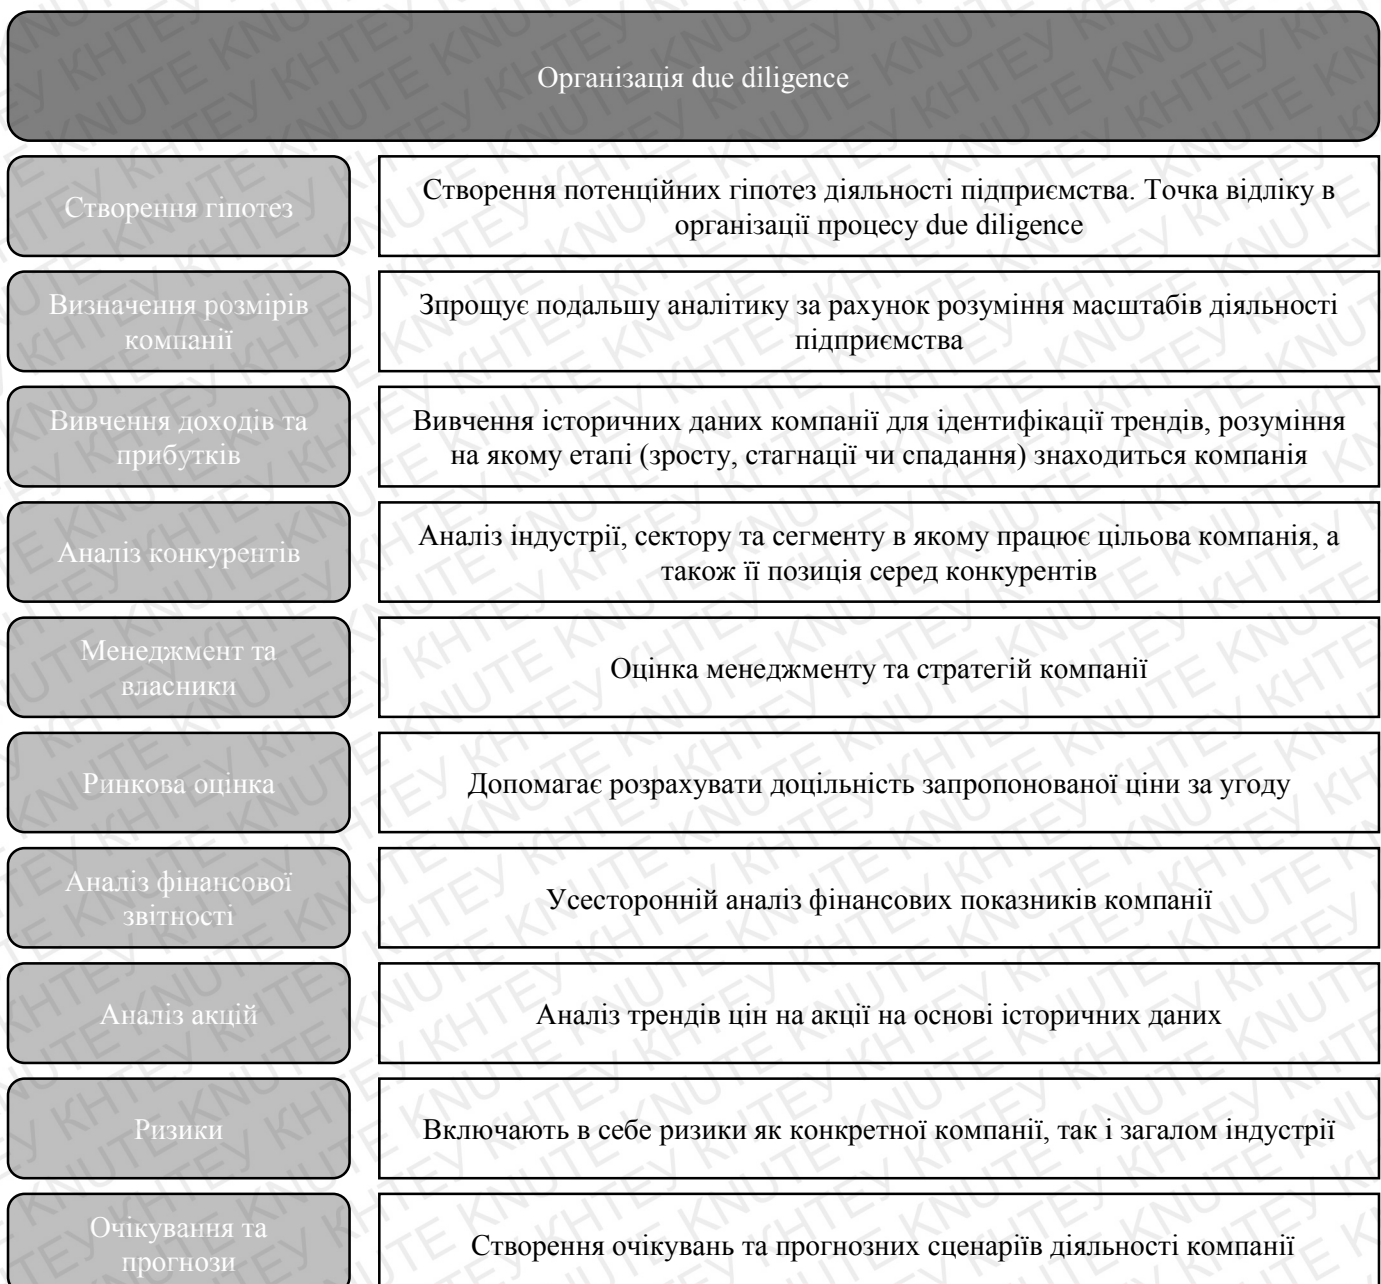 Організація due diligence
Створення гіпотез
Створення потенційних гіпотез діяльності підприємства. Точка відліку в
організації процесу due diligence
Визначення розмірів
компанії
Зпрощує подальшу аналітику за рахунок розуміння масштабів діяльності
підприємства
Вивчення доходів та
прибутків
Вивчення історичних даних компанії для ідентифікації трендів, розуміння
на якому етапі (зросту, стагнації чи спадання) знаходиться компанія
Аналіз конкурентів
Аналіз індустрії, сектору та сегменту в якому працює цільова компанія, а
також її позиція серед конкурентів
Менеджмент та
власники
Оцінка менеджменту та стратегій компанії
Ринкова оцінка
Допомагає розрахувати доцільність запропонованої ціни за угоду
Аналіз фінансової
звітності
Усесторонній аналіз фінансових показників компанії
Аналіз акцій
Аналіз трендів цін на акції на основі історичних даних
Ризики
Включають в себе ризики як конкретної компанії, так і загалом індустрії
Очікування та
прогнози
Створення очікувань та прогнозних сценаріїв діяльності компанії